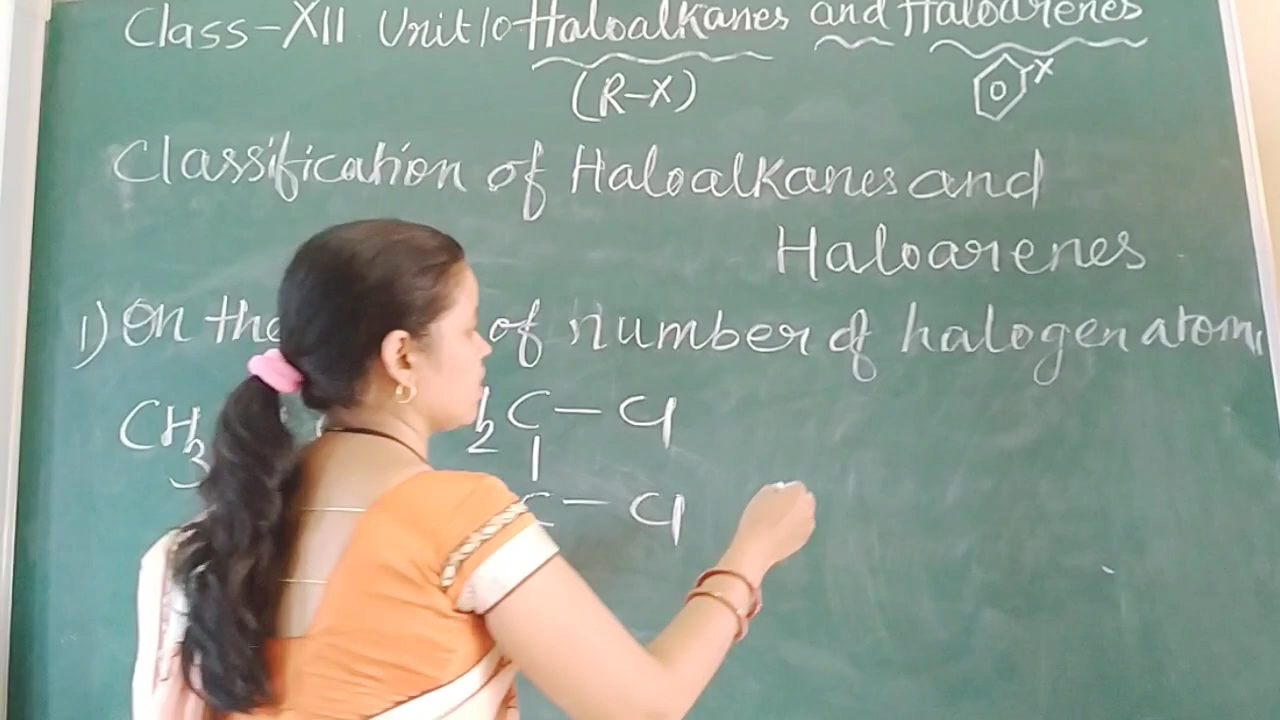 Class-XII Unit 10 Haloalkanes and Haloarenes
(R-X)
X
Classification of Haloalkanes and
Haloarenes
1) On the of number of halogen atom
CH3 2C-Cl
C-Cl